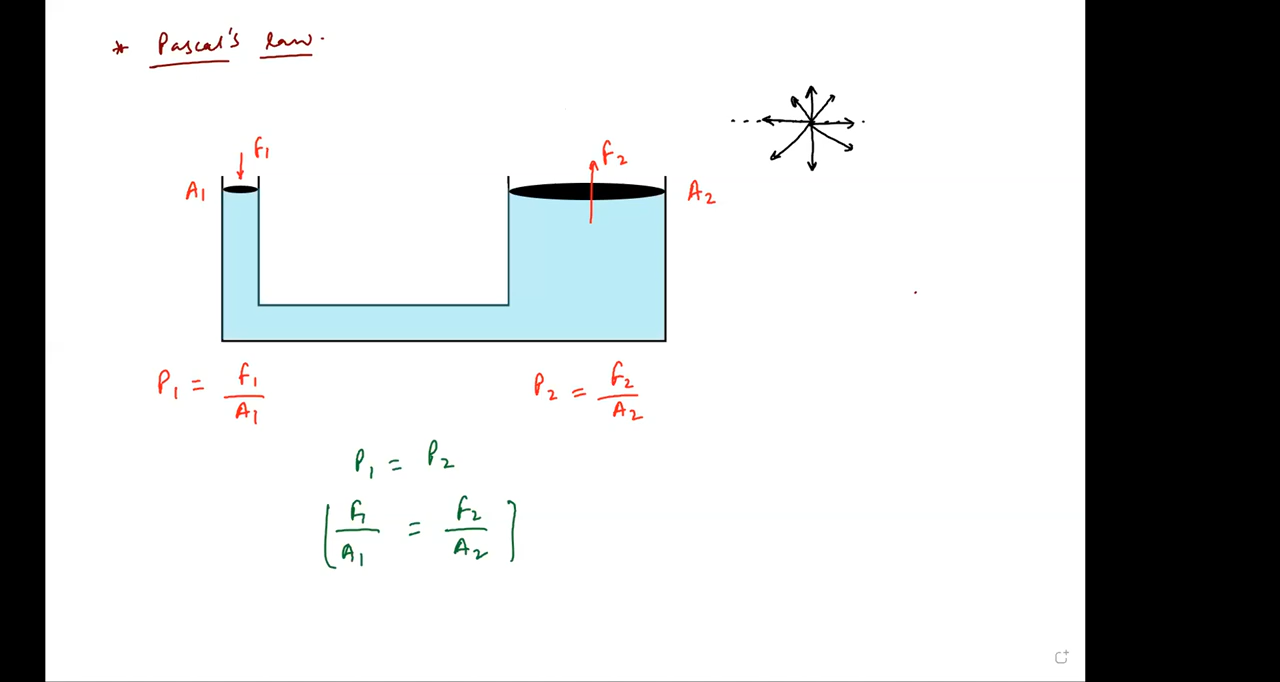 * Pascal's law.
F1
F2
A1
A2
P1 = F1/A1
P2 = F2/A2
P1 = P2
[F1/A1 = F2/A2]